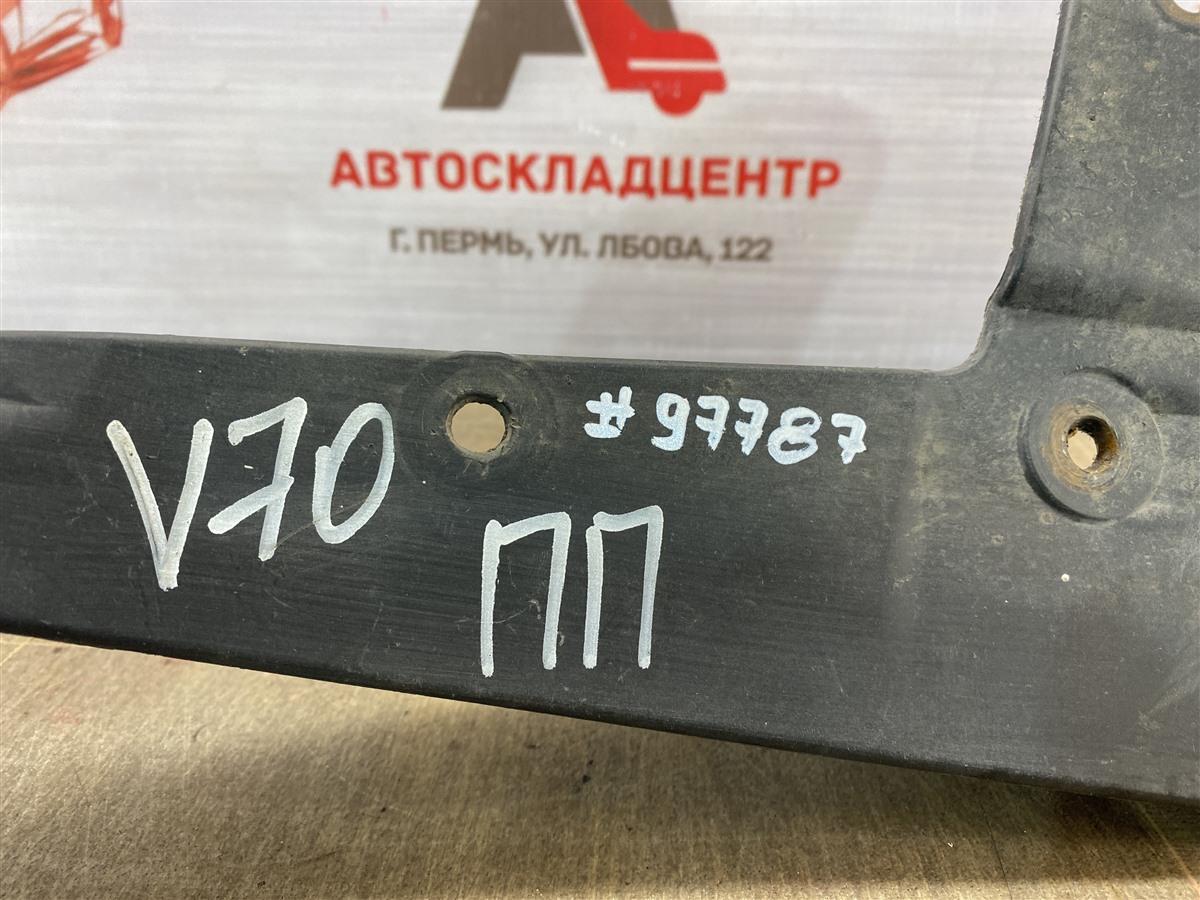 АВТОСКЛАДЦЕНТР
Г. ПЕРМЬ, УЛ. ЛБОВА, 122
V70
#97787
ПП